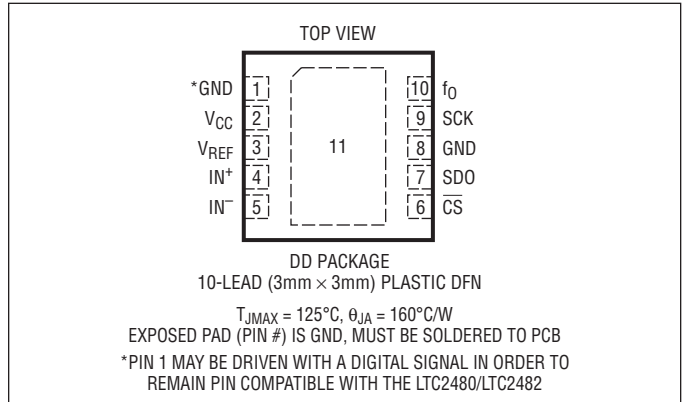 TOP VIEW
*GND 1 10 fO
VCC 2 9 SCK
VREF 3 11 8 GND
IN+ 4 7 SDO
IN– 5 6 C̅S̅
DD PACKAGE
10-LEAD (3mm × 3mm) PLASTIC DFN
TJMAX = 125°C, θJA = 160°C/W
EXPOSED PAD (PIN #) IS GND, MUST BE SOLDERED TO PCB
*PIN 1 MAY BE DRIVEN WITH A DIGITAL SIGNAL IN ORDER TO
REMAIN PIN COMPATIBLE WITH THE LTC2480/LTC2482